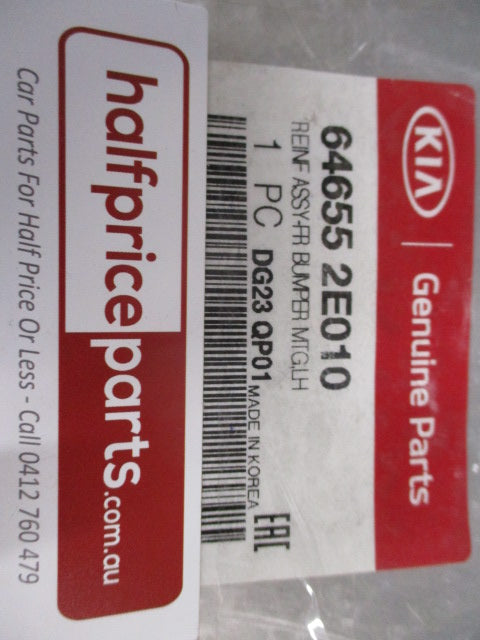 KIA Genuine Parts
64655 2E010
REINF ASSY-FR BUMPER MTG,LH
1 PC DG23 QP01 MADE IN KOREA
EAC
halfpriceparts.com.au
Car Parts For Half Price Or Less - Call 0412 760 479